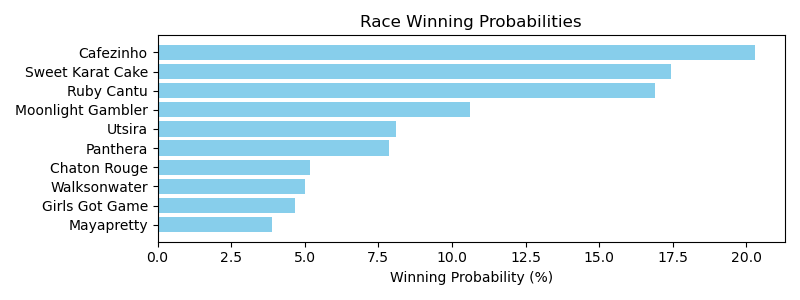 Race Winning Probabilities
Cafezinho
Sweet Karat Cake
Ruby Cantu
Moonlight Gambler
Utsira
Panthera
Chaton Rouge
Walksonwater
Girls Got Game
Mayapretty
0.0 2.5 5.0 7.5 10.0 12.5 15.0 17.5 20.0
Winning Probability (%)